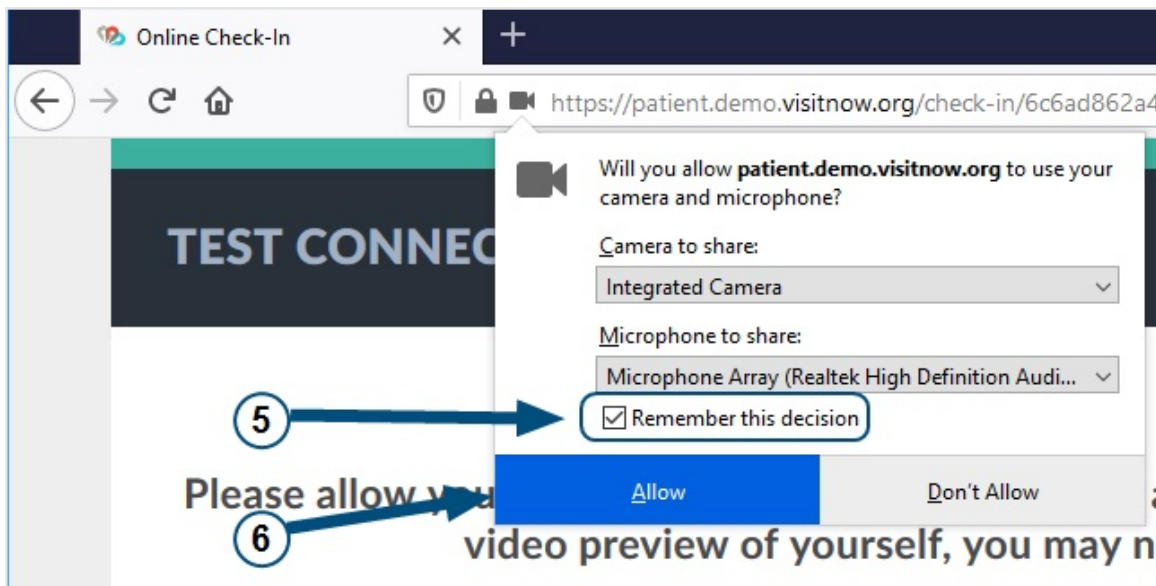 Online Check-In
https://patient.demo.visitnow.org/check-in/6c6ad862a4
Will you allow patient.demo.visitnow.org to use your
camera and microphone?
TEST CONNEC
Camera to share:
Integrated Camera
Microphone to share:
Microphone Array (Realtek High Definition Audi...
5
Remember this decision
Please allow you
Allow
Don't Allow
6
video preview of yourself, you may n